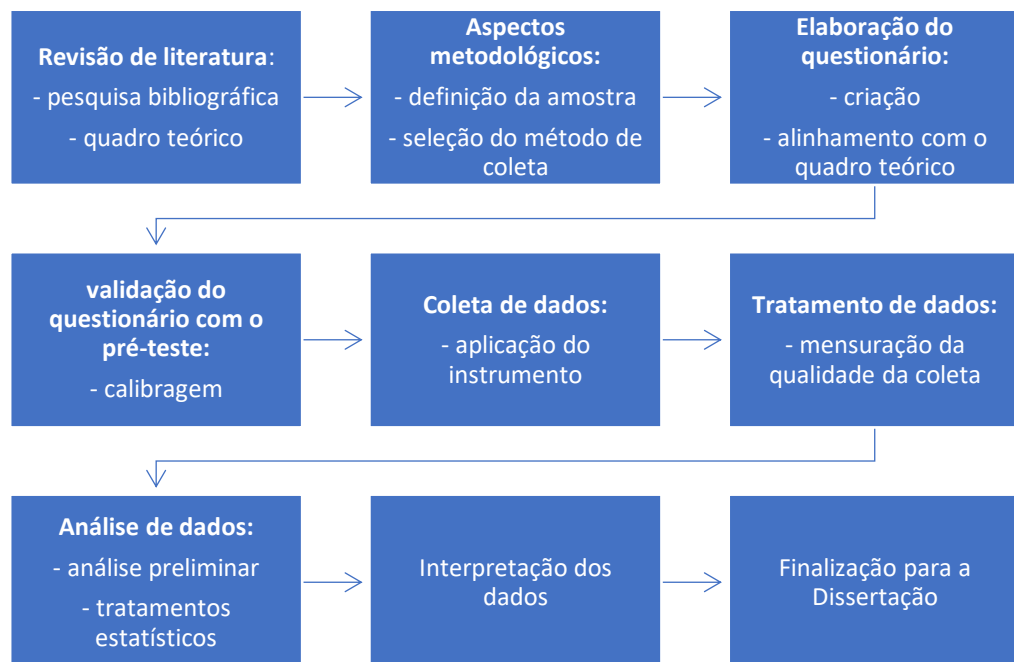 Revisão de literatura:
- pesquisa bibliográfica
- quadro teórico
Aspectos
metodológicos:
- definição da amostra
- seleção do método de
coleta
Elaboração do
questionário:
- criação
- alinhamento com o
quadro teórico
validação do
questionário com o
pré-teste:
- calibragem
Coleta de dados:
- aplicação do
instrumento
Tratamento de dados:
- mensuração da
qualidade da coleta
Análise de dados:
- análise preliminar
- tratamentos
estatísticos
Interpretação dos
dados
Finalização para a
Dissertação